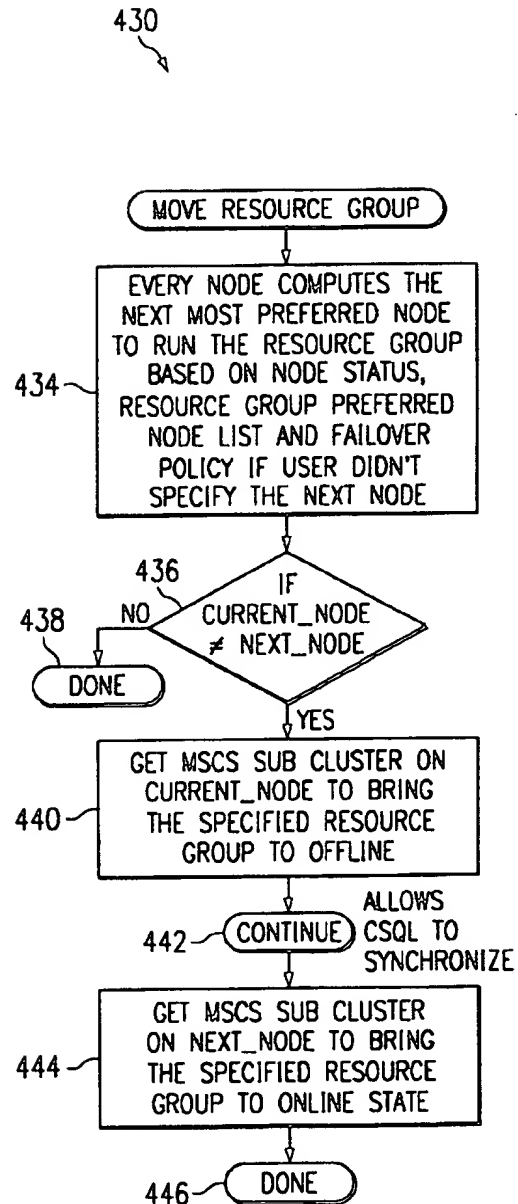 430
MOVE RESOURCE GROUP
EVERY NODE COMPUTES THE
NEXT MOST PREFERRED NODE
TO RUN THE RESOURCE GROUP
BASED ON NODE STATUS,
RESOURCE GROUP PREFERRED
NODE LIST AND FAILOVER
POLICY IF USER DIDN'T
SPECIFY THE NEXT NODE
434
436
IF
CURRENT_NODE
≠ NEXT_NODE
NO
438
DONE
YES
GET MSCS SUB CLUSTER ON
CURRENT_NODE TO BRING
THE SPECIFIED RESOURCE
GROUP TO OFFLINE
440
442
CONTINUE
ALLOWS
CSQL TO
SYNCHRONIZE
GET MSCS SUB CLUSTER
ON NEXT_NODE TO BRING
THE SPECIFIED RESOURCE
GROUP TO ONLINE STATE
444
446
DONE